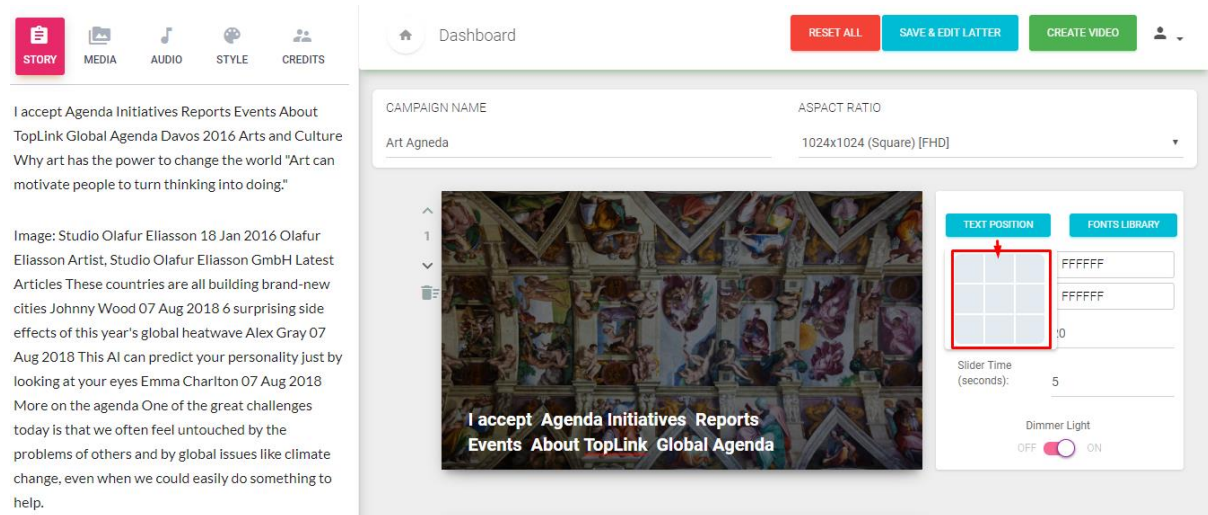 STORY
MEDIA
AUDIO
STYLE
CREDITS
I accept Agenda Initiatives Reports Events About
TopLink Global Agenda Davos 2016 Arts and Culture
Why art has the power to change the world "Art can
motivate people to turn thinking into doing."
Image: Studio Olafur Eliasson 18 Jan 2016 Olafur
Eliasson Artist, Studio Olafur Eliasson GmbH Latest
Articles These countries are all building brand-new
cities Johnny Wood 07 Aug 2018 6 surprising side
effects of this year's global heatwave Alex Gray 07
Aug 2018 This AI can predict your personality just by
looking at your eyes Emma Charlton 07 Aug 2018
More on the agenda One of the great challenges
today is that we often feel untouched by the
problems of others and by global issues like climate
change, even when we could easily do something to
help.
Dashboard
RESET ALL
SAVE & EDIT LATTER
CREATE VIDEO
CAMPAIGN NAME
Art Agneda
ASPACT RATIO
1024x1024 (Square) [FHD]
1
I accept Agenda Initiatives Reports
Events About TopLink Global Agenda
TEXT POSITION
FONTS LIBRARY
FFFFFF
FFFFFF
Slider Time
(seconds):
5
Dimmer Light
OFF
ON